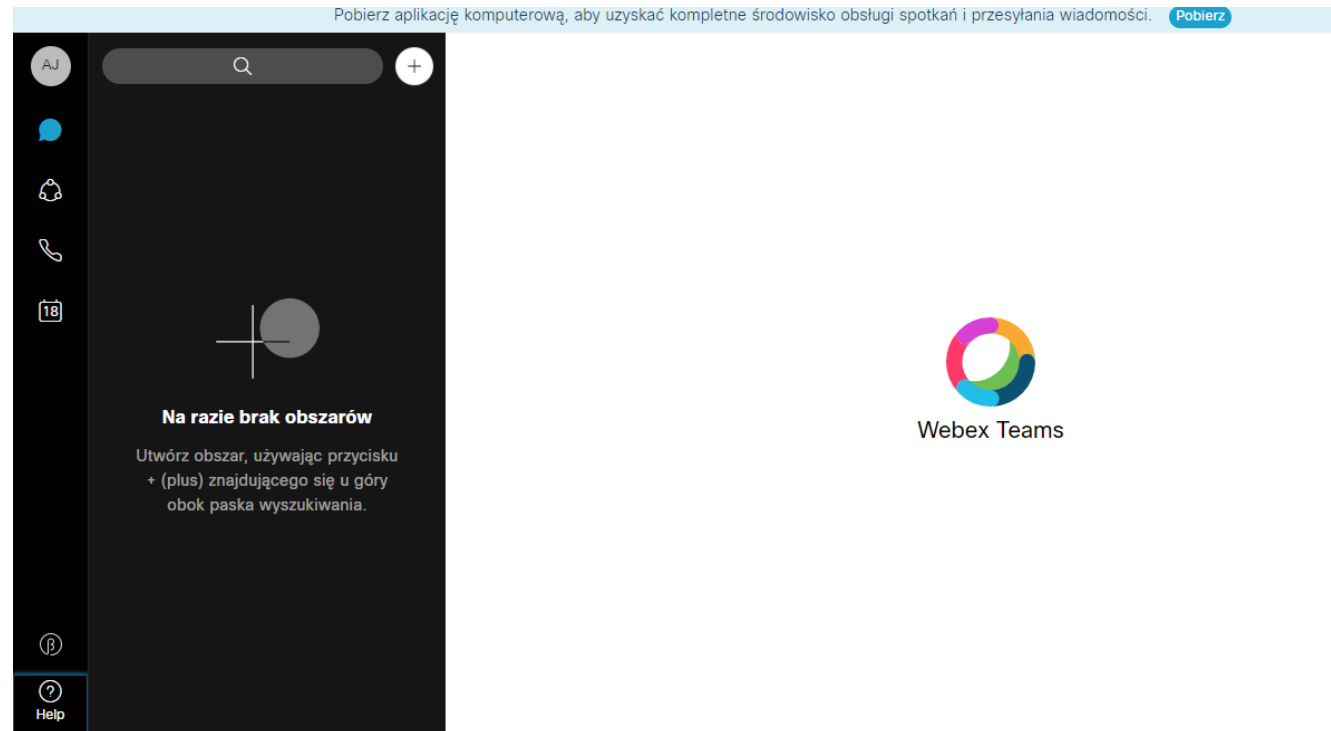 Pobierz aplikację komputerową, aby uzyskać kompletne środowisko obsługi spotkań i przesyłania wiadomości. Pobierz
AJ
18
Na razie brak obszarów
Utwórz obszar, używając przycisku
+ (plus) znajdującego się u góry
obok paska wyszukiwania.
Webex Teams
β
Help